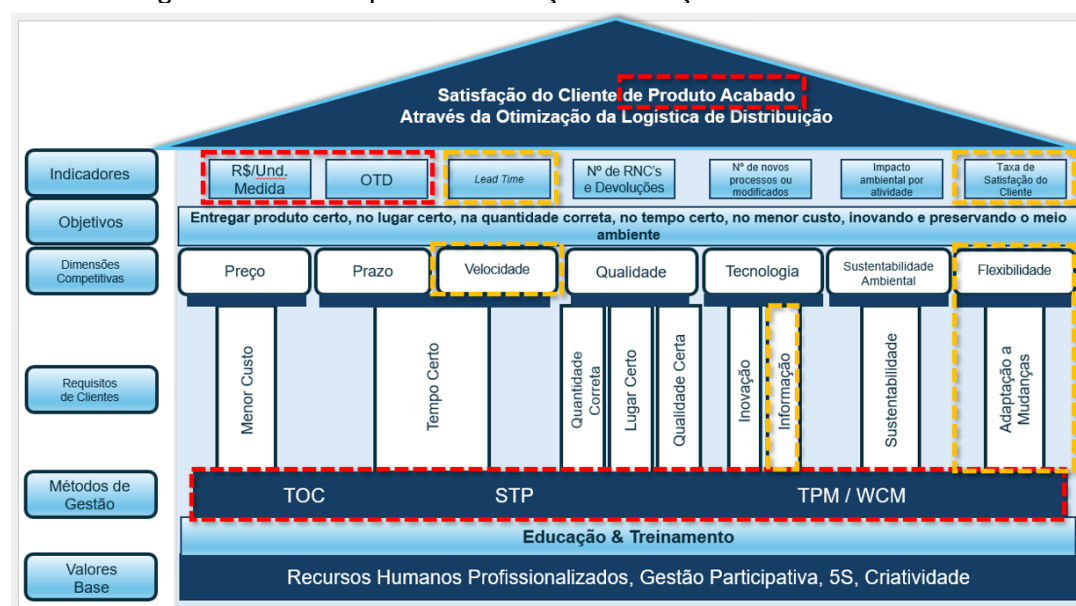 Satisfação do Cliente de Produto Acabado
Através da Otimização da Logística de Distribuição
Indicadores
R$/Und.
Medida
OTD
Lead Time
Nº de RNC's
e Devoluções
Nº de novos
processos ou
modificados
Impacto
ambiental por
atividade
Taxa de
Satisfação do
Cliente
Objetivos
Entregar produto certo, no lugar certo, na quantidade correta, no tempo certo, no menor custo, inovando e preservando o meio
ambiente
Dimensões
Competitivas
Preço
Prazo
Velocidade
Qualidade
Tecnologia
Sustentabilidade
Ambiental
Flexibilidade
Requisitos
de Clientes
Menor Custo
Tempo Certo
Quantidade
Correta
Lugar Certo
Qualidade Certa
Inovação
Informação
Sustentabilidade
Adaptação a
Mudanças
Métodos de
Gestão
TOC
STP
TPM / WCM
Educação & Treinamento
Valores
Base
Recursos Humanos Profissionalizados, Gestão Participativa, 5S, Criatividade